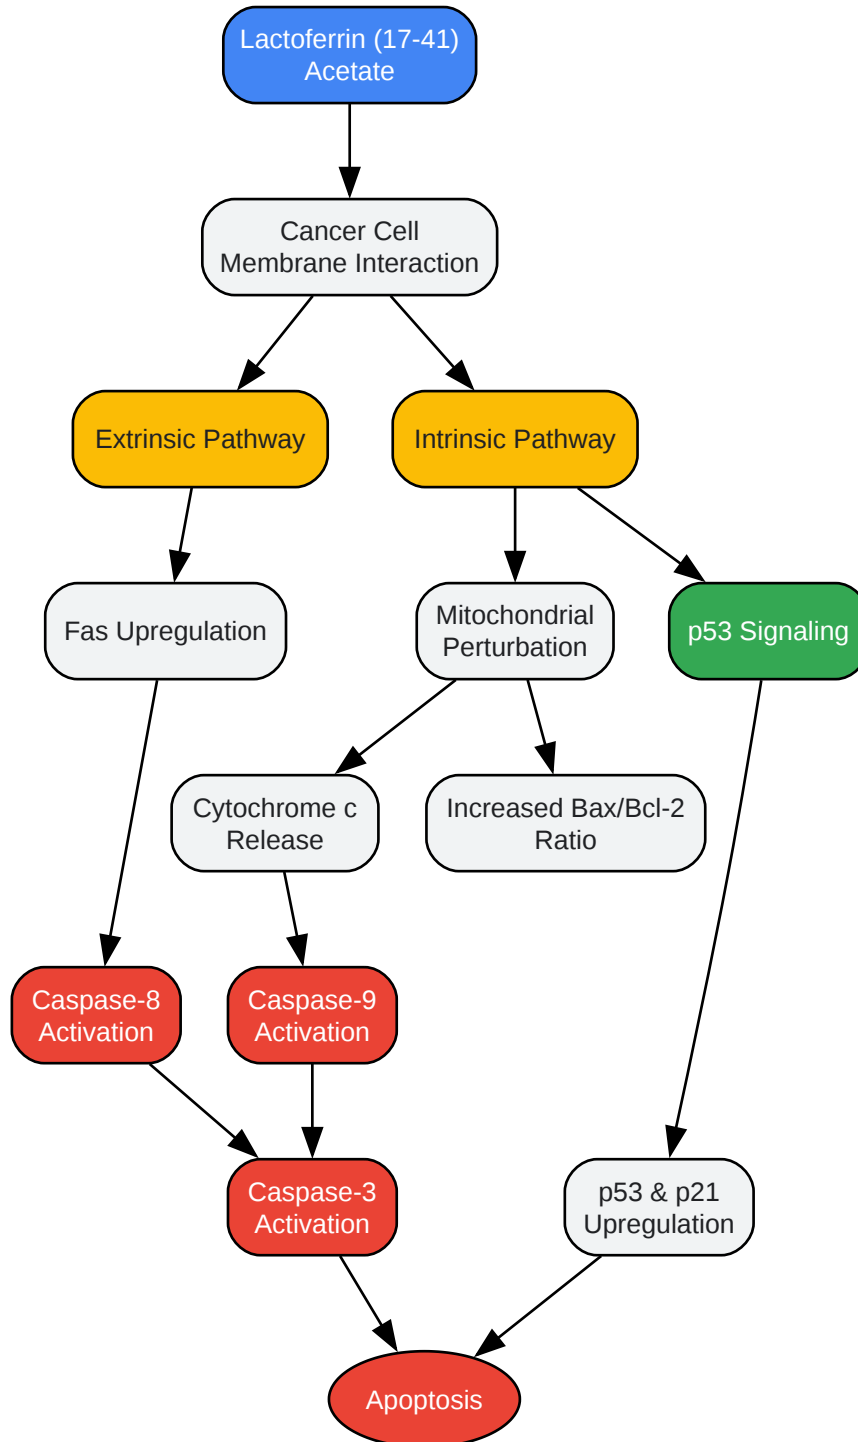 Lactoferrin (17-41)
Acetate
Cancer Cell
Membrane Interaction
Extrinsic Pathway
Intrinsic Pathway
Fas Upregulation
Mitochondrial
Perturbation
p53 Signaling
Cytochrome c
Release
Increased Bax/Bcl-2
Ratio
Caspase-8
Activation
Caspase-9
Activation
Caspase-3
Activation
p53 & p21
Upregulation
Apoptosis